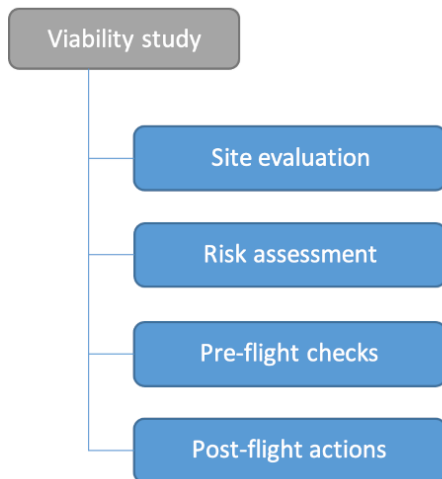 Viability study
Site evaluation
Risk assessment
Pre-flight checks
Post-flight actions